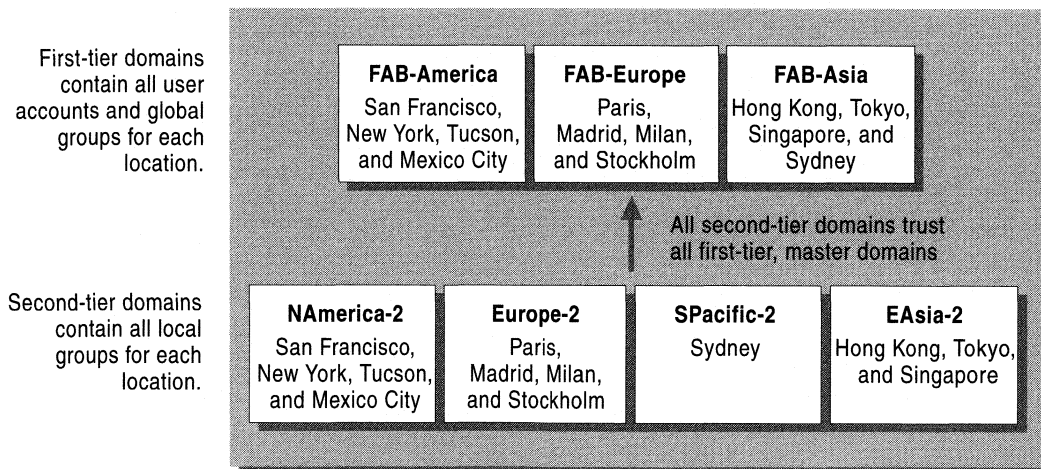 First-tier domains
contain all user
accounts and global
groups for each
location.
FAB-America
San Francisco,
New York, Tucson,
and Mexico City
FAB-Europe
Paris,
Madrid, Milan,
and Stockholm
FAB-Asia
Hong Kong, Tokyo,
Singapore, and
Sydney
All second-tier domains trust
all first-tier, master domains
Second-tier domains
contain all local
groups for each
location.
NAmerica-2
San Francisco,
New York, Tucson,
and Mexico City
Europe-2
Paris,
Madrid, Milan,
and Stockholm
SPacific-2
Sydney
EAsia-2
Hong Kong, Tokyo,
and Singapore